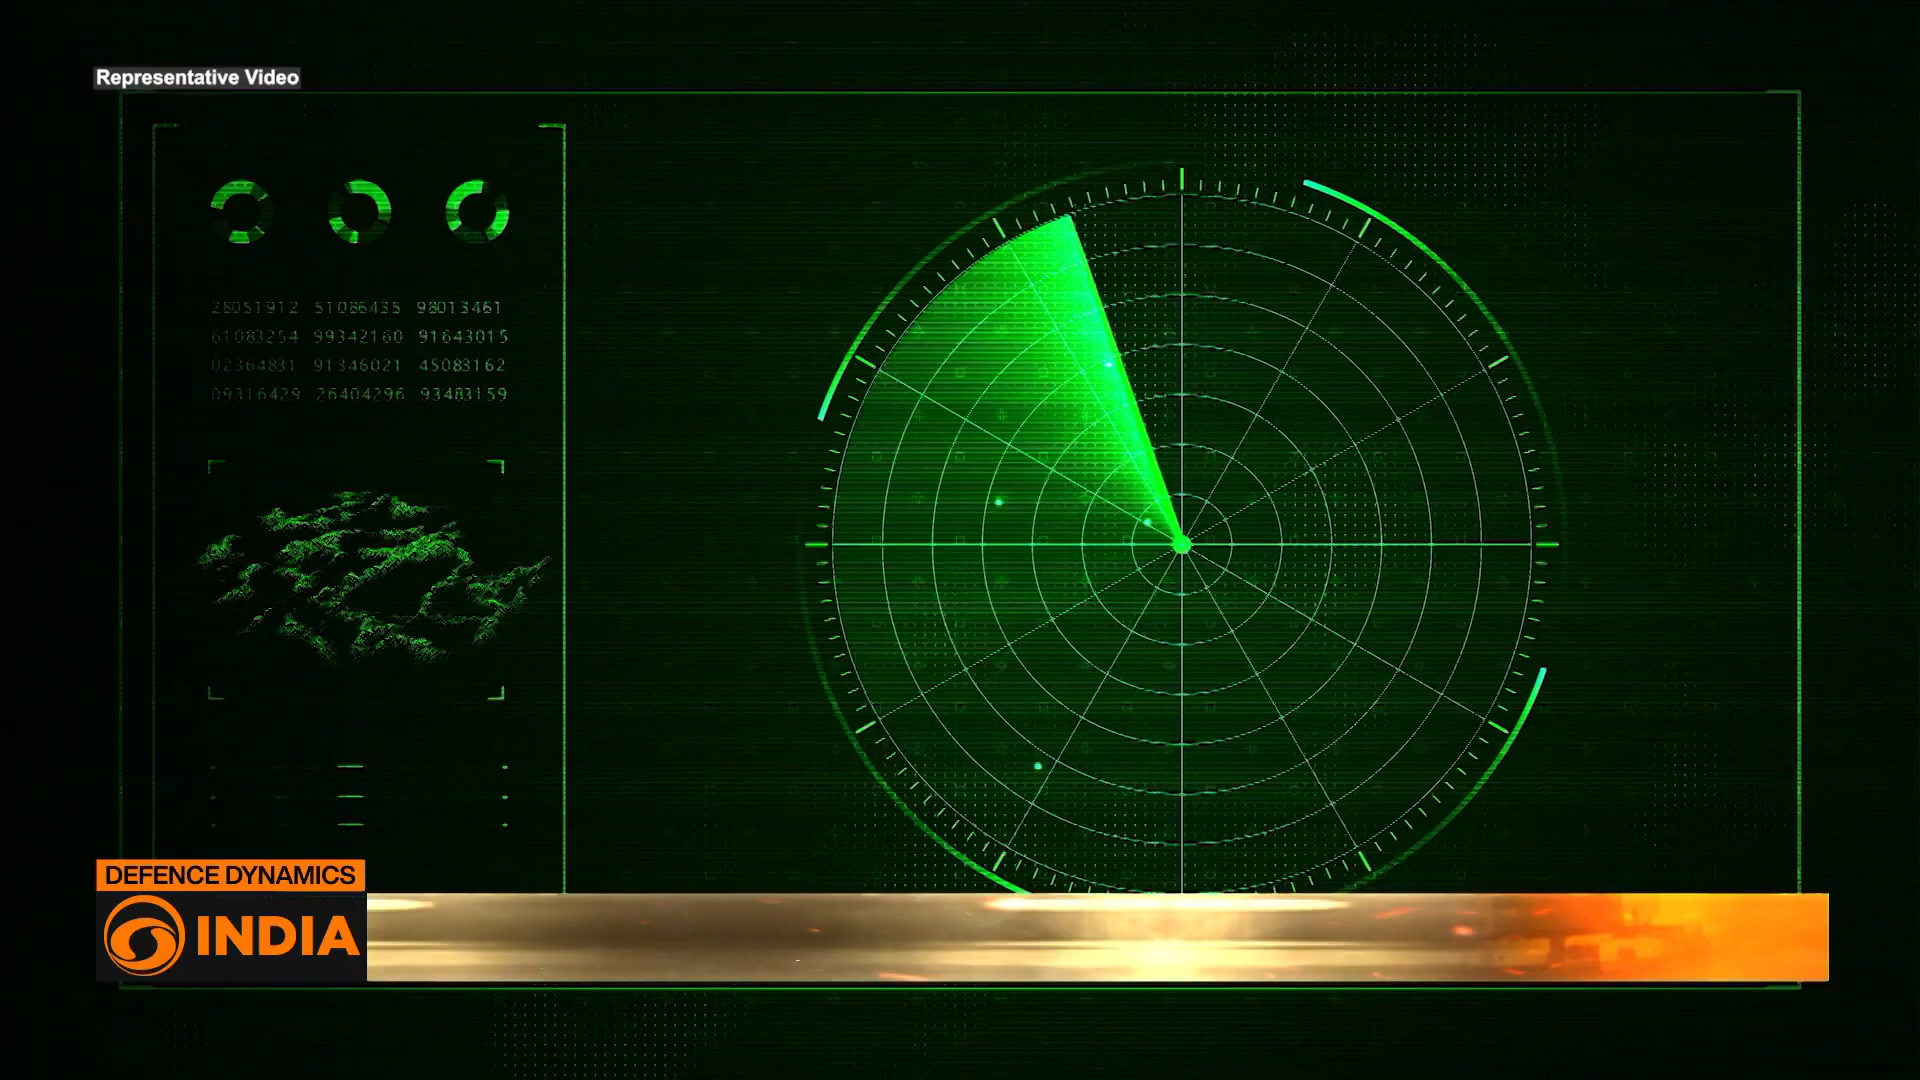 Representative Video
28051912 51086435 98013461
61083254 99342160 91643015
02364831 91346021 45083162
09316429 26404296 93483159
DEFENCE DYNAMICS
INDIA